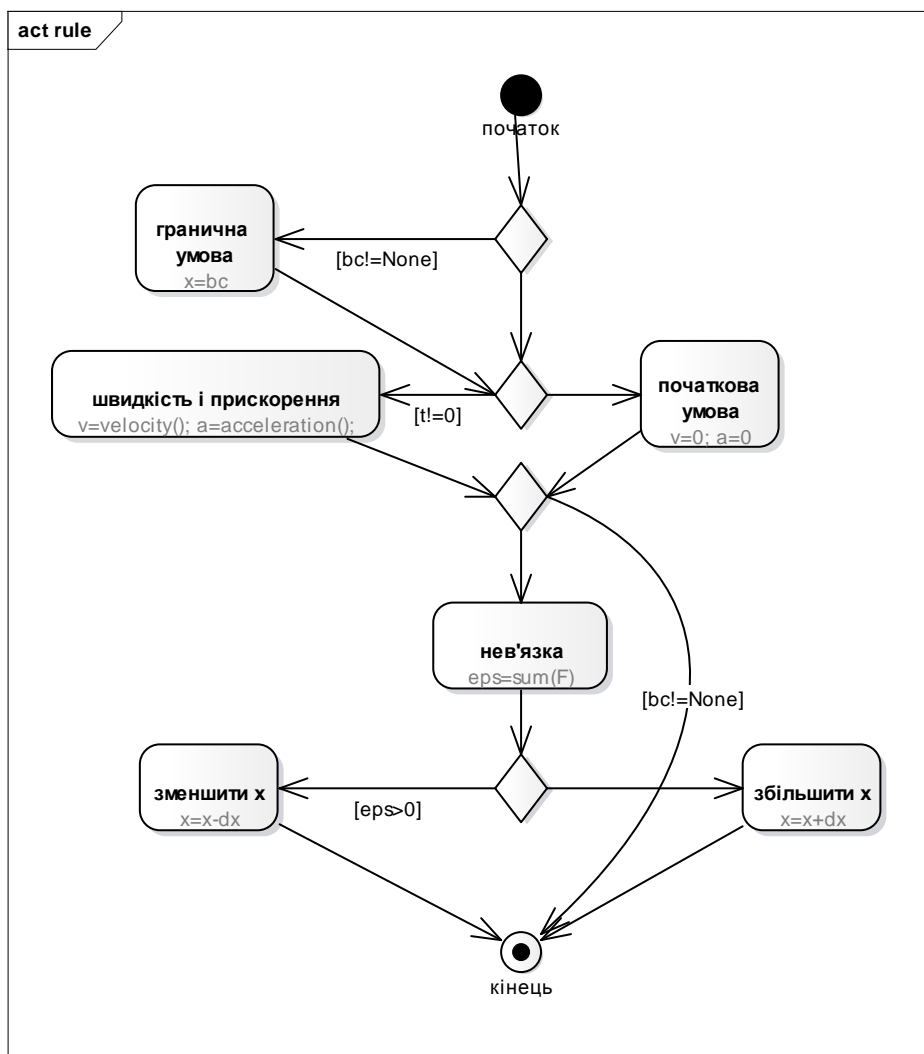 act rule
початок
гранична
умова
x=bc
[bc!=None]
швидкість і прискорення
v=velocity(); a=acceleration();
[t!=0]
початкова
умова
v=0; a=0
нев'язка
eps=sum(F)
[bc!=None]
зменшити x
x=x-dx
[eps>0]
збільшити x
x=x+dx
кінець